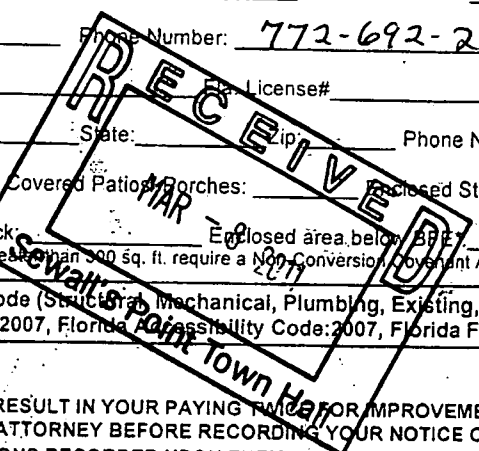 Phone Number: 772-692-2
License#
State: Zip: Phone N
Covered Patios/Porches: Enclosed St
ck: Enclosed area below BFE*
than 300 sq. ft. require a Non-Conversion Covenant A
ode (Structural, Mechanical, Plumbing, Existing,
2007, Florida Accessibility Code:2007, Florida F
RECEIVED
MAR - 8 2011
Sewall's Point Town Hall
RESULT IN YOUR PAYING TWICE FOR IMPROVEME
ATTORNEY BEFORE RECORDING YOUR NOTICE O